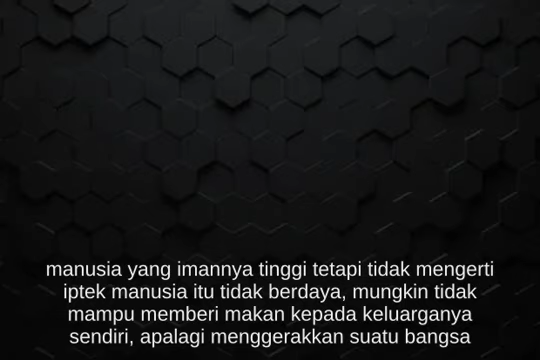 manusia yang imannya tinggi tetapi tidak mengerti
iptek manusia itu tidak berdaya, mungkin tidak
mampu memberi makan kepada keluarganya
sendiri, apalagi menggerakkan suatu bangsa